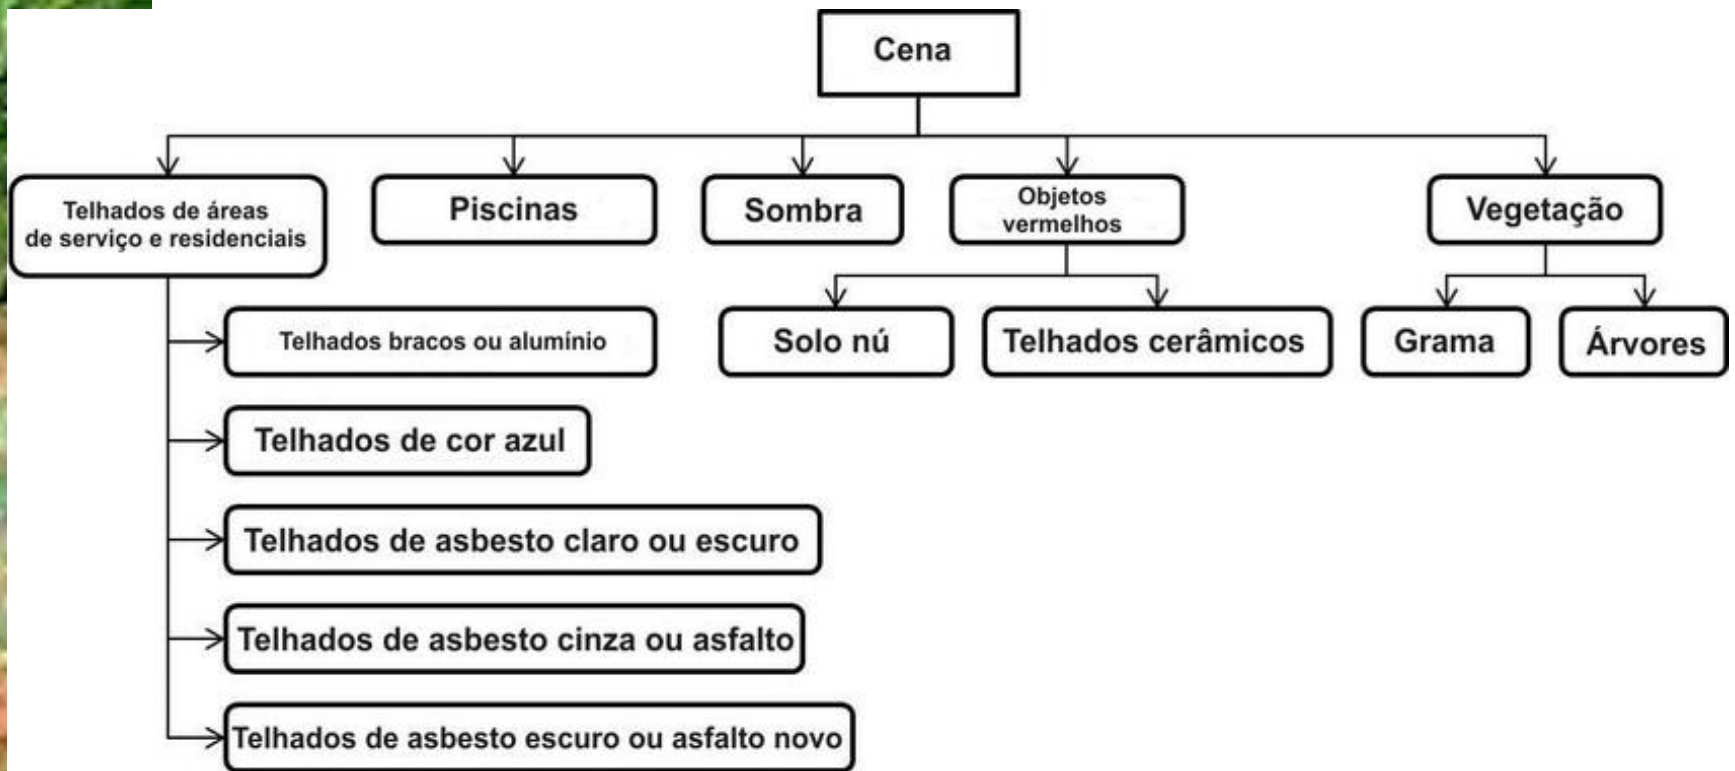 Cena
Telhados de áreas
de serviço e residenciais
Piscinas
Sombra
Objetos
vermelhos
Vegetação
Solo nú
Telhados cerâmicos
Grama
Árvores
Telhados bracos ou alumínio
Telhados de cor azul
Telhados de asbesto claro ou escuro
Telhados de asbesto cinza ou asfalto
Telhados de asbesto escuro ou asfalto novo